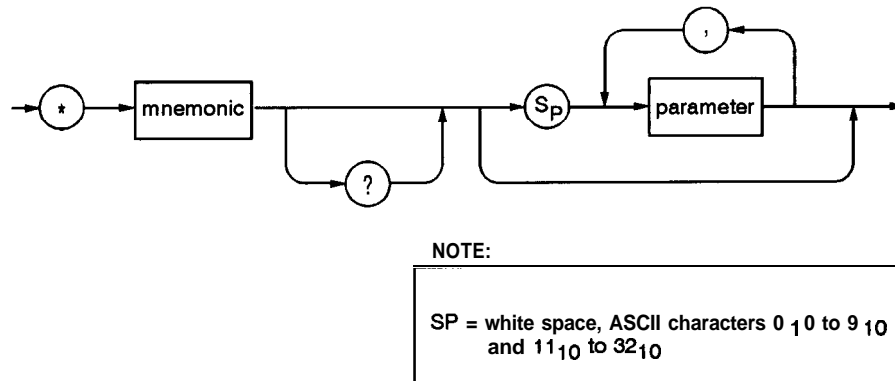 ,
* mnemonic SP parameter
?
NOTE:
SP = white space, ASCII characters 0 10 to 9 10
and 11 10 to 32 10